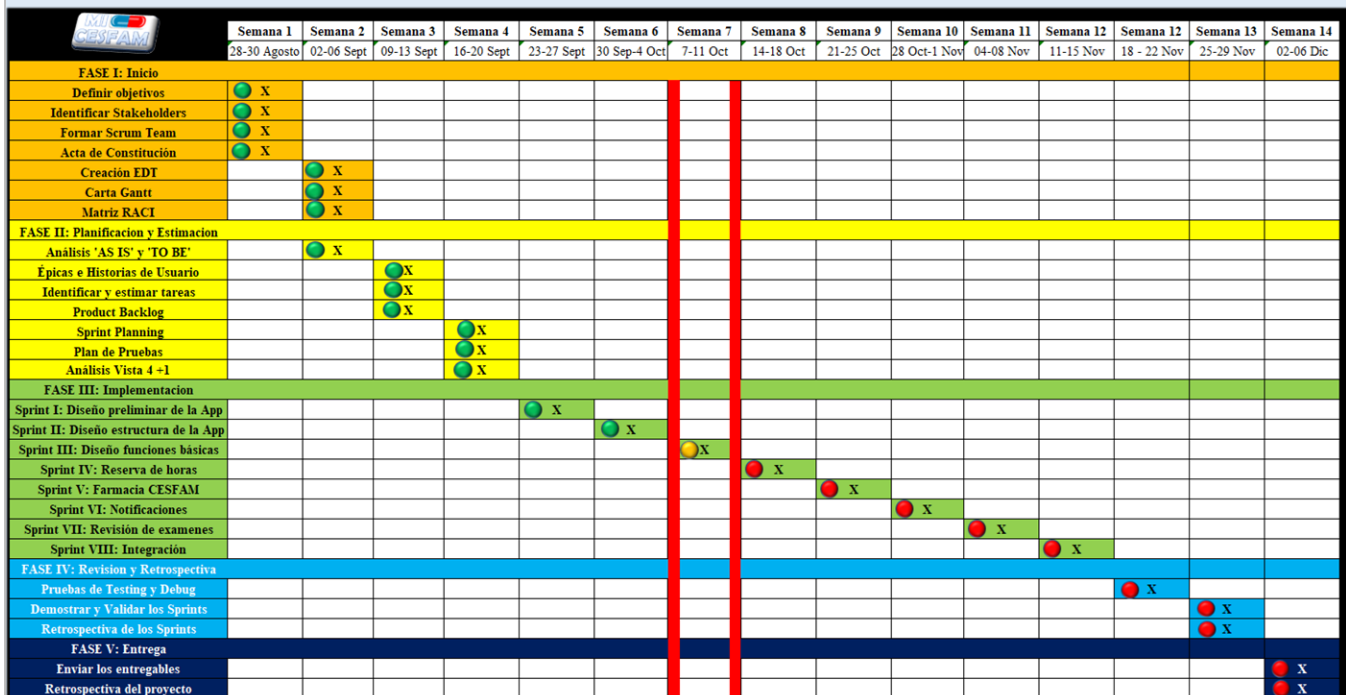 MI
CESFAM
Semana 1 Semana 2 Semana 3 Semana 4 Semana 5 Semana 6 Semana 7 Semana 8 Semana 9 Semana 10 Semana 11 Semana 12 Semana 12 Semana 13 Semana 14
28-30 Agosto 02-06 Sept 09-13 Sept 16-20 Sept 23-27 Sept 30 Sep-4 Oct 7-11 Oct 14-18 Oct 21-25 Oct 28 Oct-1 Nov 04-08 Nov 11-15 Nov 18 - 22 Nov 25-29 Nov 02-06 Dic
FASE I: Inicio
Definir objetivos X
Identificar Stakeholders X
Formar Scrum Team X
Acta de Constitución X
Creación EDT X
Carta Gantt X
Matriz RACI X
FASE II: Planificacion y Estimacion
Análisis 'AS IS' y 'TO BE' X
Épicas e Historias de Usuario X
Identificar y estimar tareas X
Product Backlog X
Sprint Planning X
Plan de Pruebas X
Análisis Vista 4 +1 X
FASE III: Implementacion
Sprint I: Diseño preliminar de la App X
Sprint II: Diseño estructura de la App X
Sprint III: Diseño funciones básicas X
Sprint IV: Reserva de horas X
Sprint V: Farmacia CESFAM X
Sprint VI: Notificaciones X
Sprint VII: Revisión de examenes X
Sprint VIII: Integración X
FASE IV: Revision y Retrospectiva
Pruebas de Testing y Debug X
Demostrar y Validar los Sprints X
Retrospectiva de los Sprints X
FASE V: Entrega
Enviar los entregables X
Retrospectiva del proyecto X